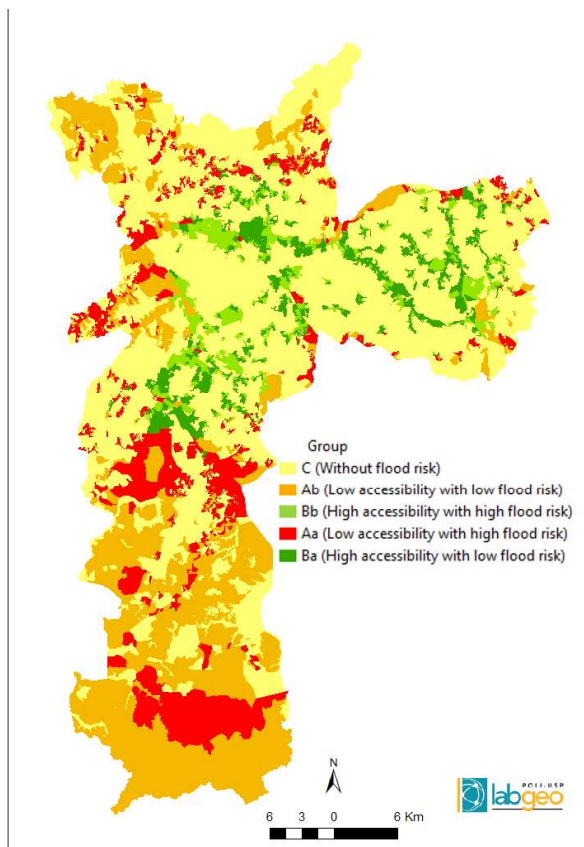 Group
C (Without flood risk)
Ab (Low accessibility with low flood risk)
Bb (High accessibility with high flood risk)
Aa (Low accessibility with high flood risk)
Ba (High accessibility with low flood risk)
N
6 3 0 6 Km
POLI-USP
labgeo